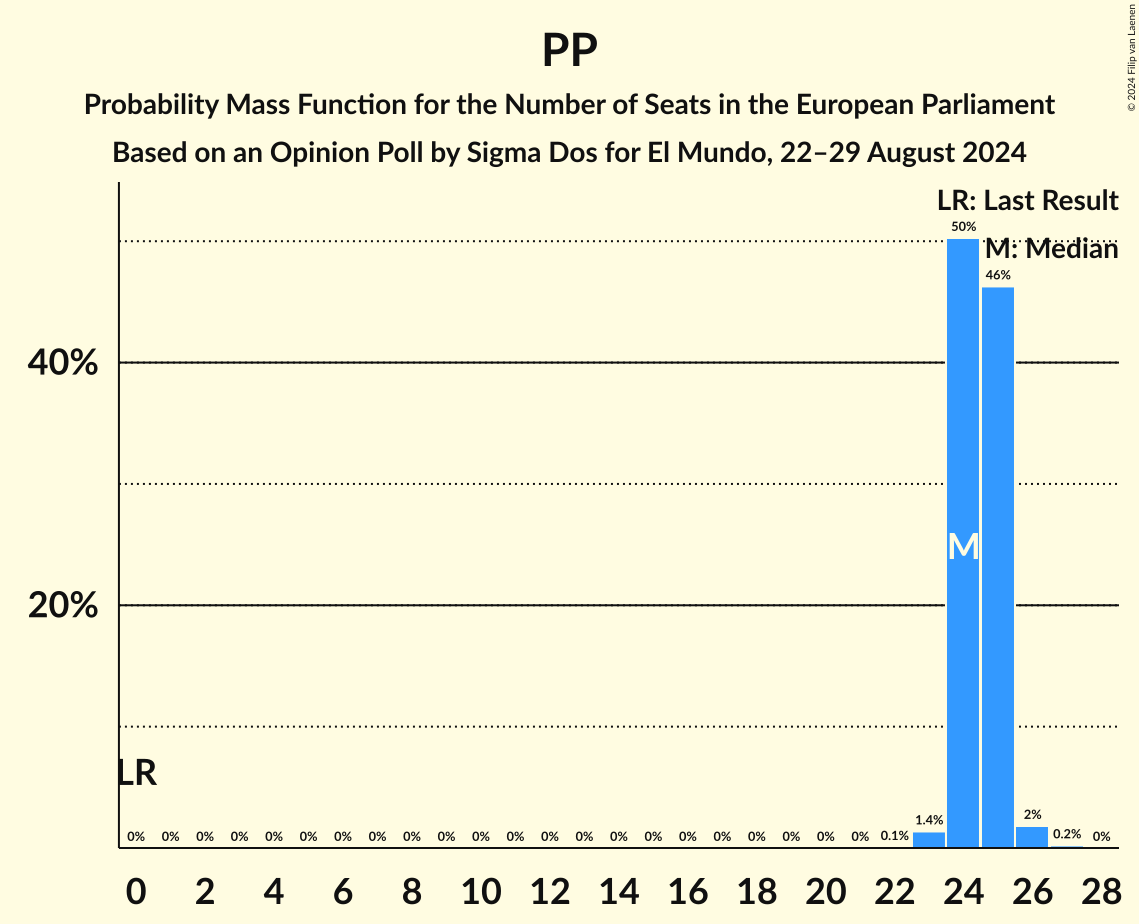 PP
Probability Mass Function for the Number of Seats in the European Parliament
Based on an Opinion Poll by Sigma Dos for El Mundo, 22–29 August 2024
© 2024 Filip van Laenen
LR: Last Result
M: Median
50%
46%
40%
M
20%
LR
0% 0% 0% 0% 0% 0% 0% 0% 0% 0% 0% 0% 0% 0% 0% 0% 0% 0% 0% 0% 0% 0% 0.1% 1.4% 2% 0.2% 0%
0 2 4 6 8 10 12 14 16 18 20 22 24 26 28